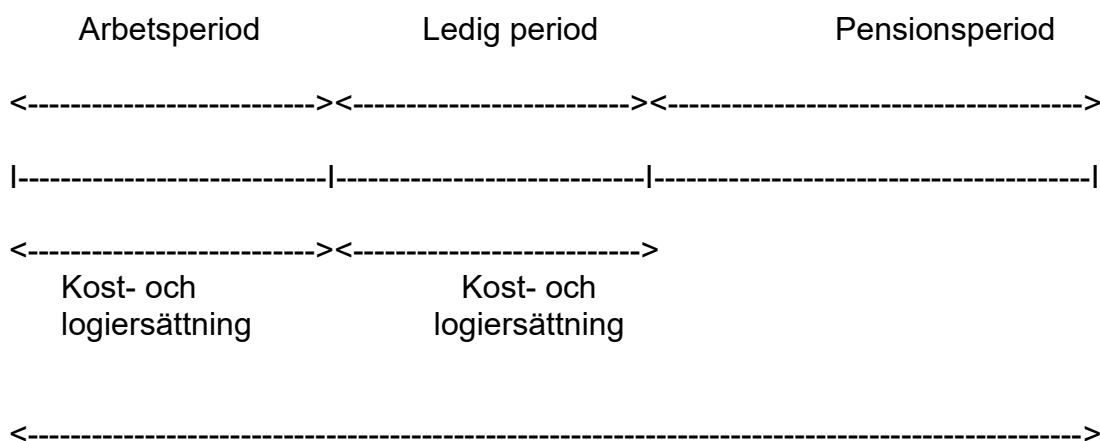 Arbetsperiod Ledig period Pensionsperiod
<---------------------------><--------------------------><--------------------------------------->
|-----------------------------|-----------------------------|-----------------------------------------|
<---------------------------><---------------------------->
Kost- och Kost- och
logiersättning logiersättning
<---------------------------------------------------------------------------------------------------->